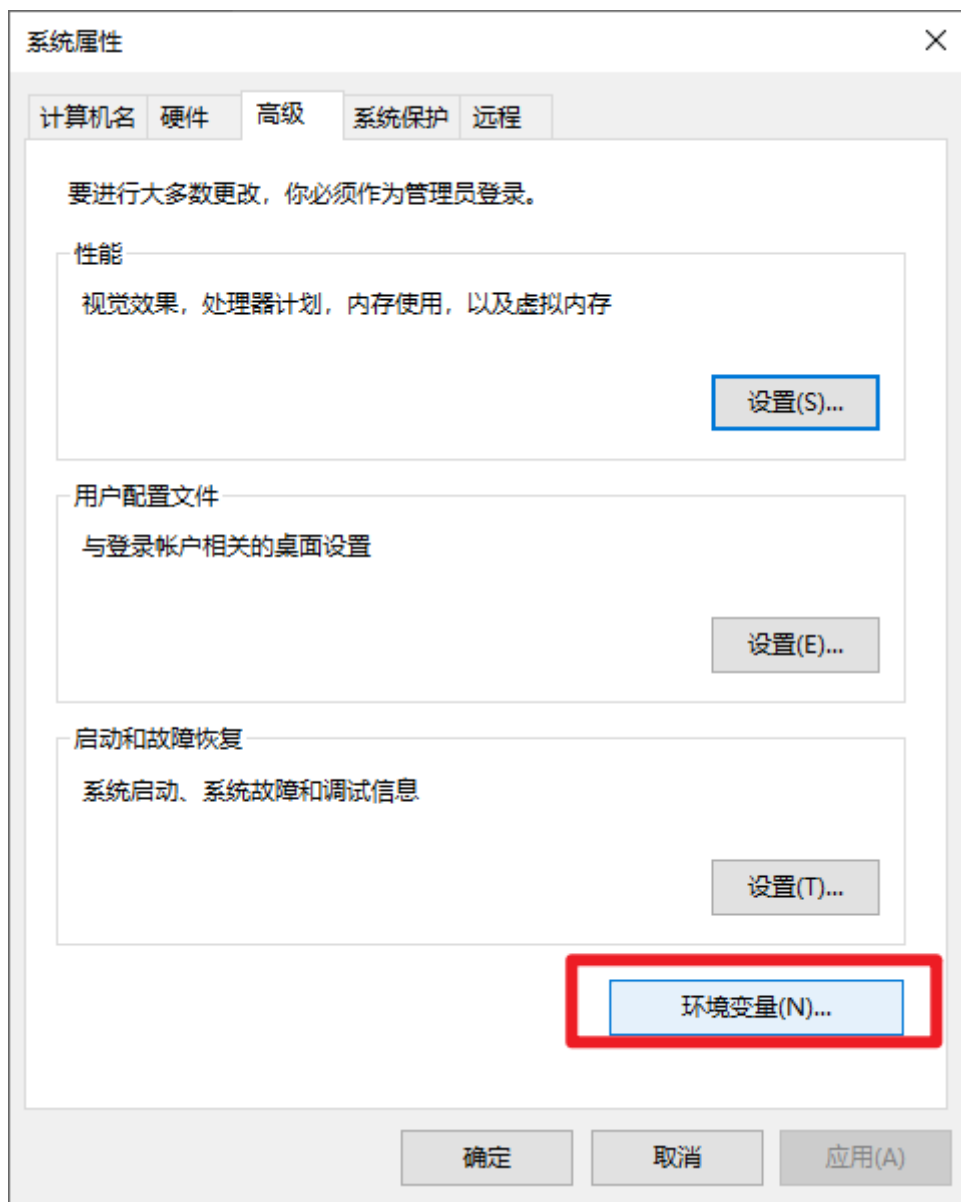 系统属性
计算机名 硬件 高级 系统保护 远程
要进行大多数更改，你必须作为管理员登录。
性能
视觉效果，处理器计划，内存使用，以及虚拟内存
设置(S)...
用户配置文件
与登录帐户相关的桌面设置
设置(E)...
启动和故障恢复
系统启动、系统故障和调试信息
设置(T)...
环境变量(N)...
确定 取消 应用(A)